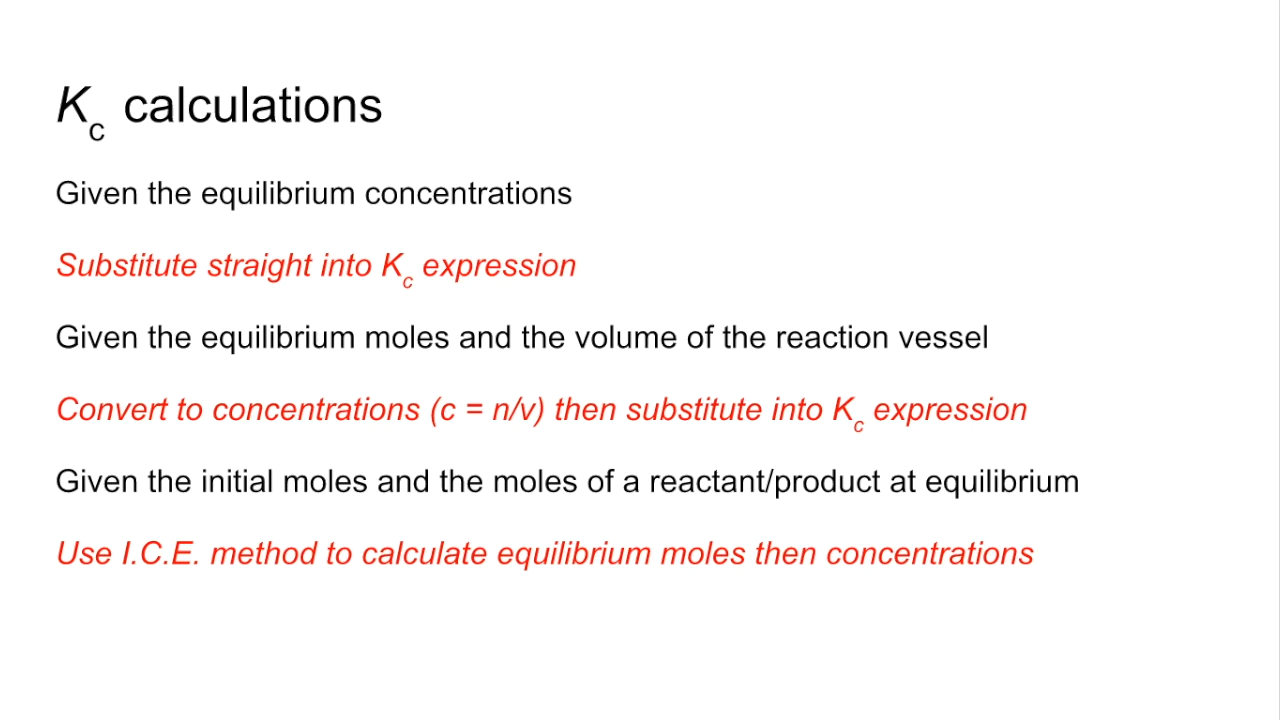 Kc calculations
Given the equilibrium concentrations
Substitute straight into Kc expression
Given the equilibrium moles and the volume of the reaction vessel
Convert to concentrations (c = n/v) then substitute into Kc expression
Given the initial moles and the moles of a reactant/product at equilibrium
Use I.C.E. method to calculate equilibrium moles then concentrations